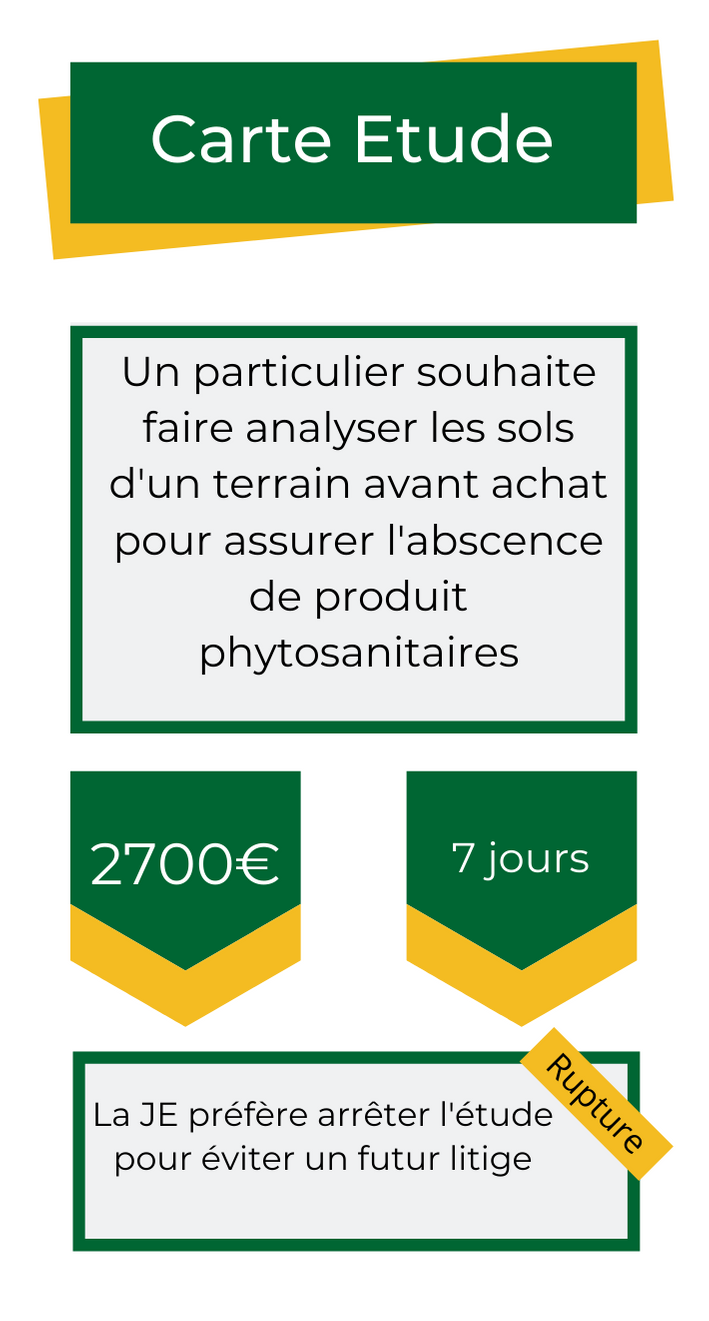 Carte Etude
Un particulier souhaite
faire analyser les sols
d'un terrain avant achat
pour assurer l'abscence
de produit
phytosanitaires
2700€
7 jours
Rupture
La JE préfère arrêter l'étude
pour éviter un futur litige